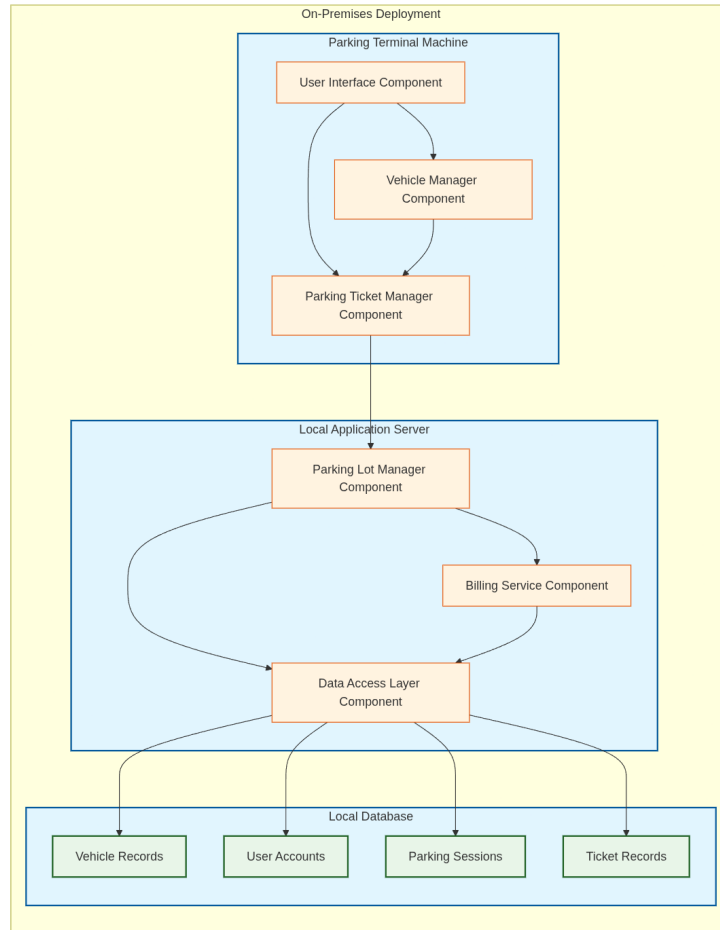 On-Premises Deployment
Parking Terminal Machine
User Interface Component
Vehicle Manager
Component
Parking Ticket Manager
Component
Local Application Server
Parking Lot Manager
Component
Billing Service Component
Data Access Layer
Component
Local Database
Vehicle Records
User Accounts
Parking Sessions
Ticket Records